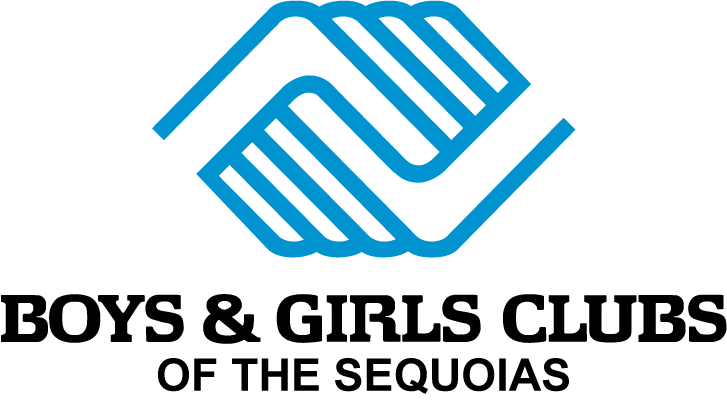 BOYS & GIRLS CLUBS
OF THE SEQUOIAS